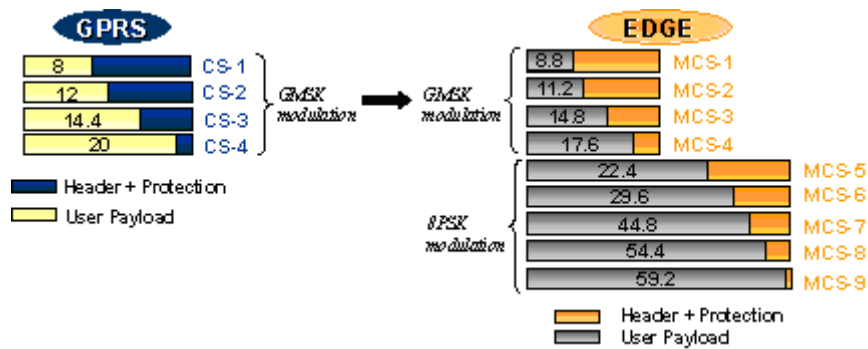 GPRS
8 CS-1
12 CS-2
14.4 CS-3
20 CS-4
GMSK
modulation
Header + Protection
User Payload
EDGE
8.8 MCS-1
11.2 MCS-2
14.8 MCS-3
17.6 MCS-4
GMSK
modulation
22.4 MCS-5
29.6 MCS-6
44.8 MCS-7
54.4 MCS-8
59.2 MCS-9
8PSK
modulation
Header + Protection
User Payload